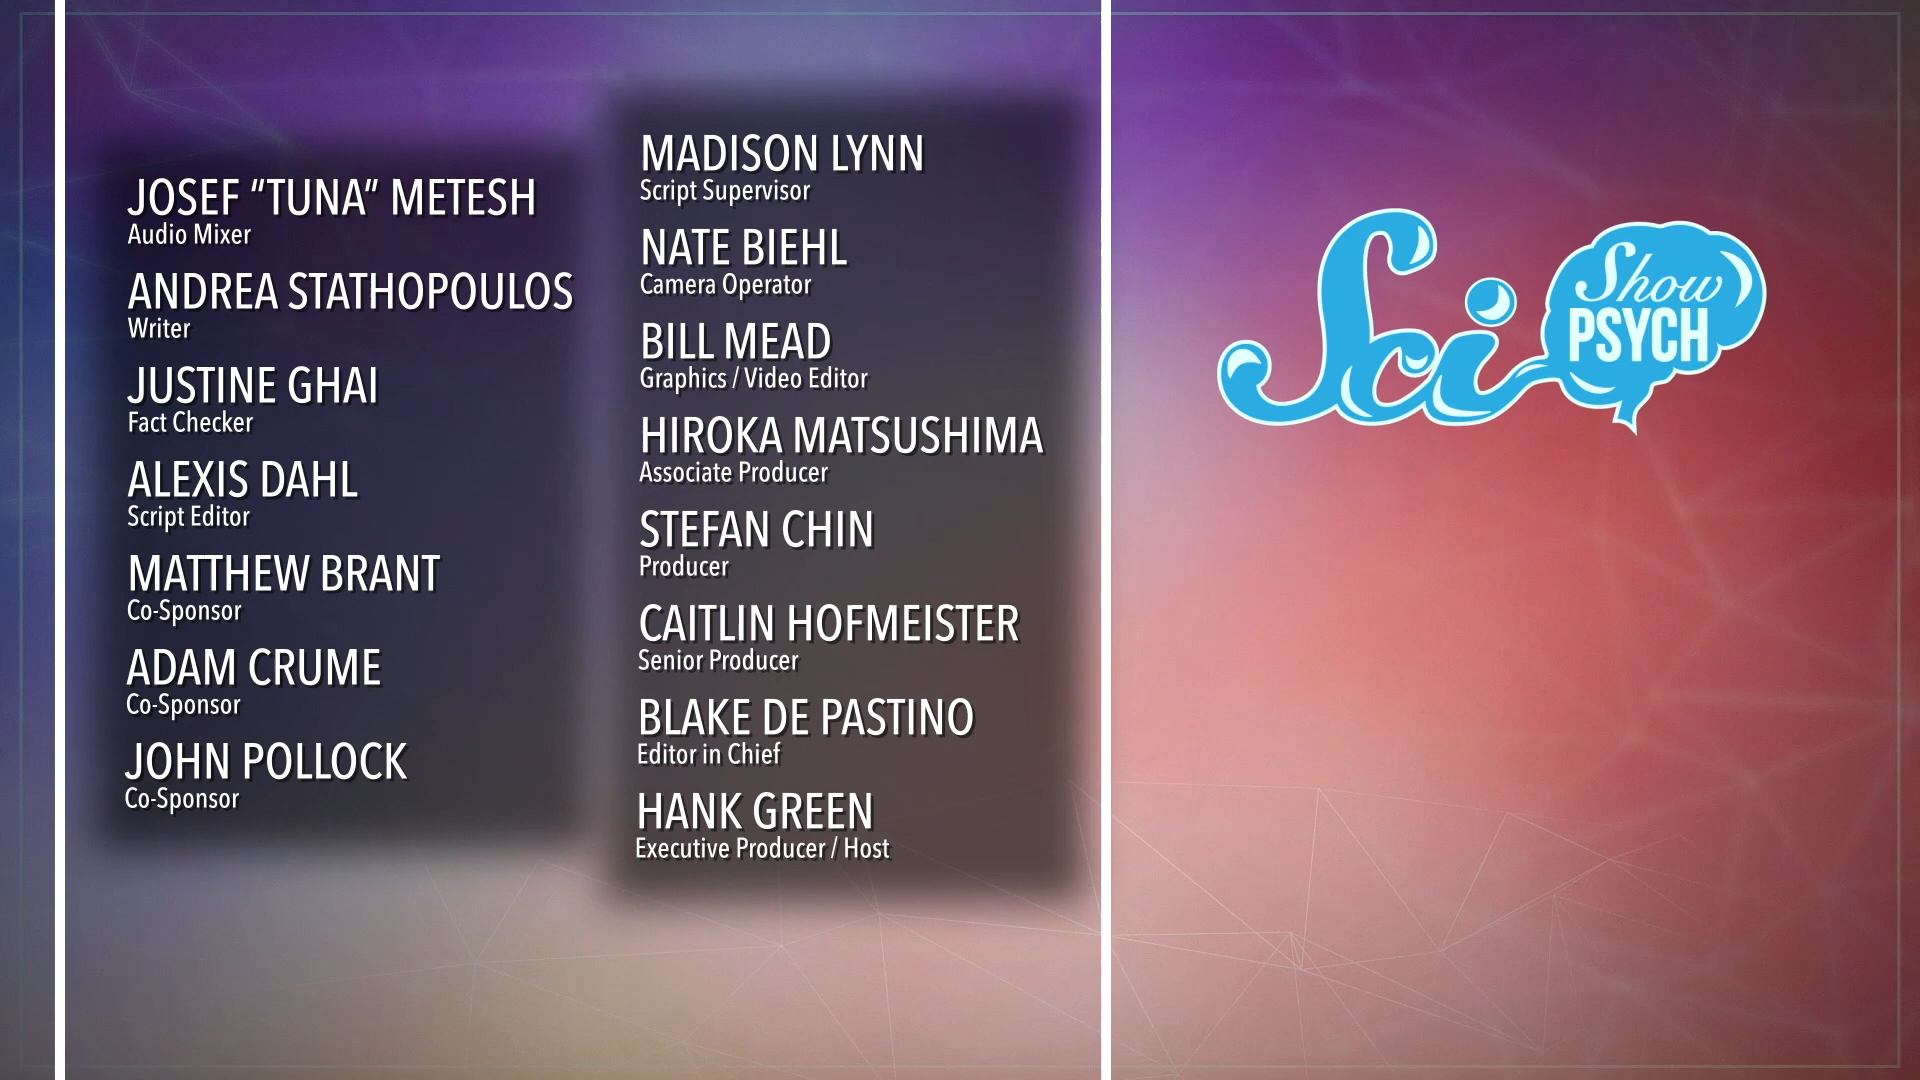 JOSEF “TUNA” METESH
Audio Mixer
ANDREA STATHOPOULOS
Writer
JUSTINE GHAI
Fact Checker
ALEXIS DAHL
Script Editor
MATTHEW BRANT
Co-Sponsor
ADAM CRUME
Co-Sponsor
JOHN POLLOCK
Co-Sponsor
MADISON LYNN
Script Supervisor
NATE BIEHL
Camera Operator
BILL MEAD
Graphics / Video Editor
HIROKA MATSUSHIMA
Associate Producer
STEFAN CHIN
Producer
CAITLIN HOFMEISTER
Senior Producer
BLAKE DE PASTINO
Editor in Chief
HANK GREEN
Executive Producer / Host
Sci
Show
PSYCH